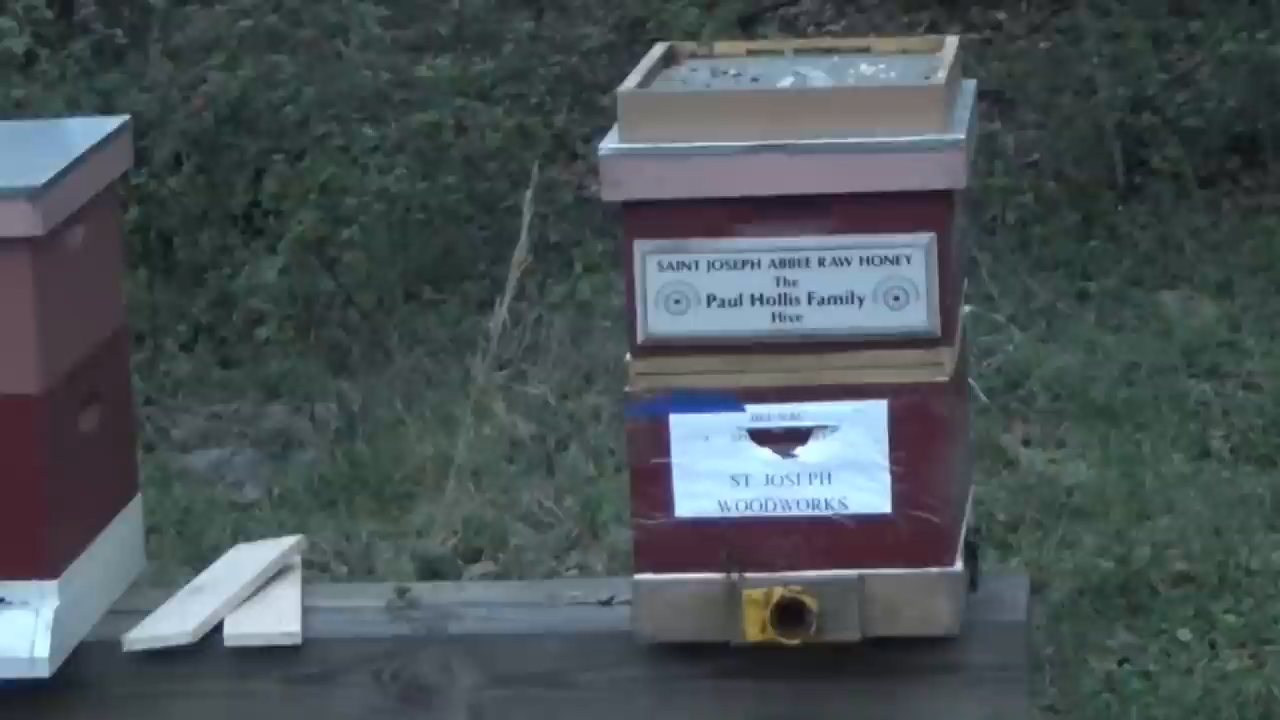 SAINT JOSEPH ABBEE RAW HONEY
The
Paul Hollis Family
Hive
ST. JOSEPH
WOODWORKS